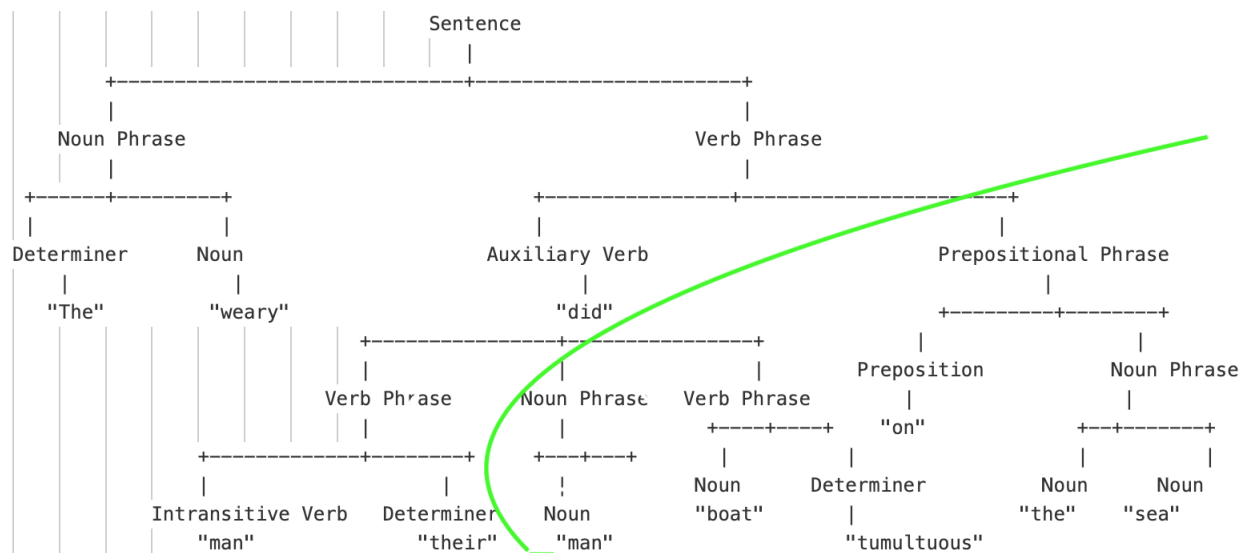 Sentence
Noun Phrase Verb Phrase
Determiner Noun Auxiliary Verb Prepositional Phrase
"The" "weary" "did"
Preposition Noun Phrase
Verb Phrase Noun Phrase Verb Phrase
"on"
Noun Determiner Noun Noun
Intransitive Verb Determiner Noun "boat" "the" "sea"
"man" "their" "man" "tumultuous"